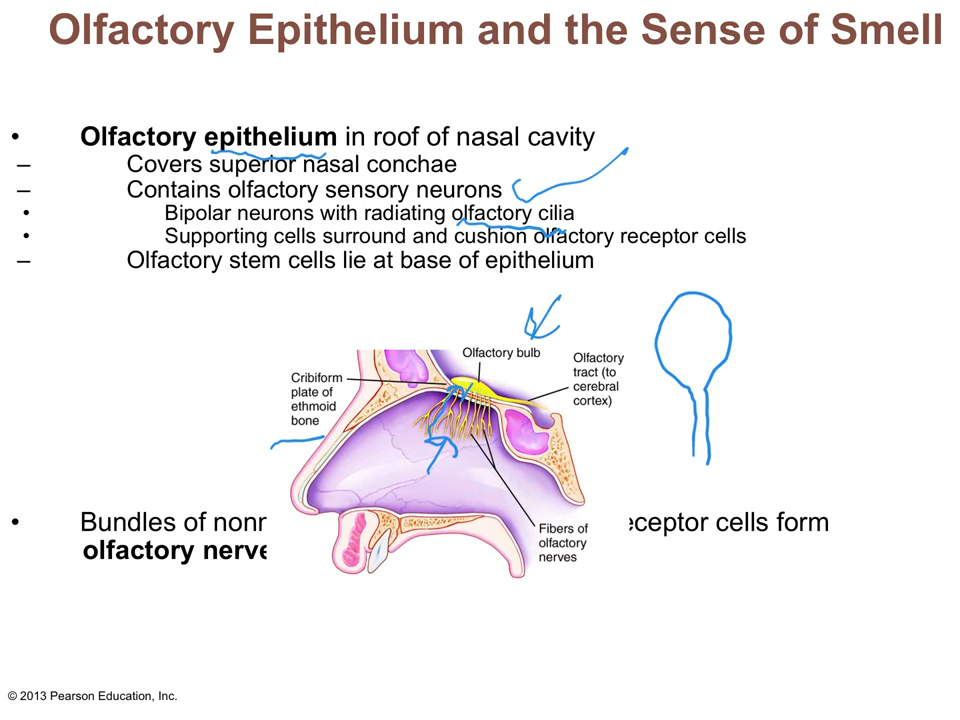 Olfactory Epithelium and the Sense of Smell
• Olfactory epithelium in roof of nasal cavity
– Covers superior nasal conchae
– Contains olfactory sensory neurons
• Bipolar neurons with radiating olfactory cilia
• Supporting cells surround and cushion olfactory receptor cells
– Olfactory stem cells lie at base of epithelium
Olfactory bulb
Olfactory
tract (to
cerebral
cortex)
Cribiform
plate of
ethmoid
bone
Fibers of
olfactory
nerves
• Bundles of eceptor cells form
olfactory nerve
© 2013 Pearson Education, Inc.